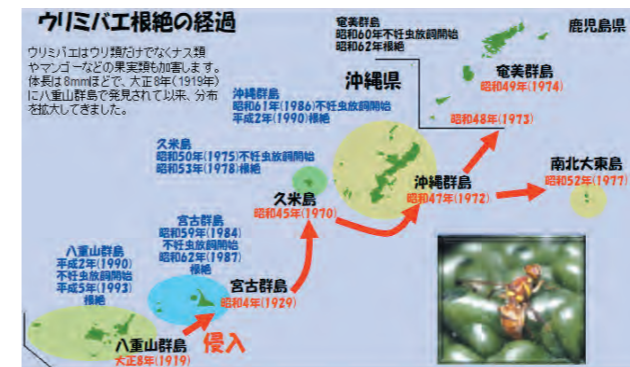 ウリミバエ根絶の経過
ウリミバエはウリ類だけでなくナス類
やマンゴーなどの果実類も加害します。
体長は8mmほどで、大正8年(1919年)
に八重山群島で発見されて以来、分布
を拡大してきました。
奄美群島
昭和60年不妊虫放飼開始
昭和62年根絶
鹿児島県
奄美群島
昭和49年(1974)
昭和48年(1973)
沖縄県
沖縄群島
昭和61年(1986)不妊虫放飼開始
平成2年(1990)根絶
久米島
昭和50年(1975)不妊虫放飼開始
昭和53年(1978)根絶
久米島
昭和45年(1970)
沖縄群島
昭和47年(1972)
南北大東島
昭和52年(1977)
宮古群島
昭和59年(1984)
不妊虫放飼開始
昭和62年(1987)
根絶
宮古群島
昭和4年(1929)
八重山群島
平成2年(1990)
不妊虫放飼開始
平成5年(1993)
根絶
八重山群島
大正8年(1919)
侵入